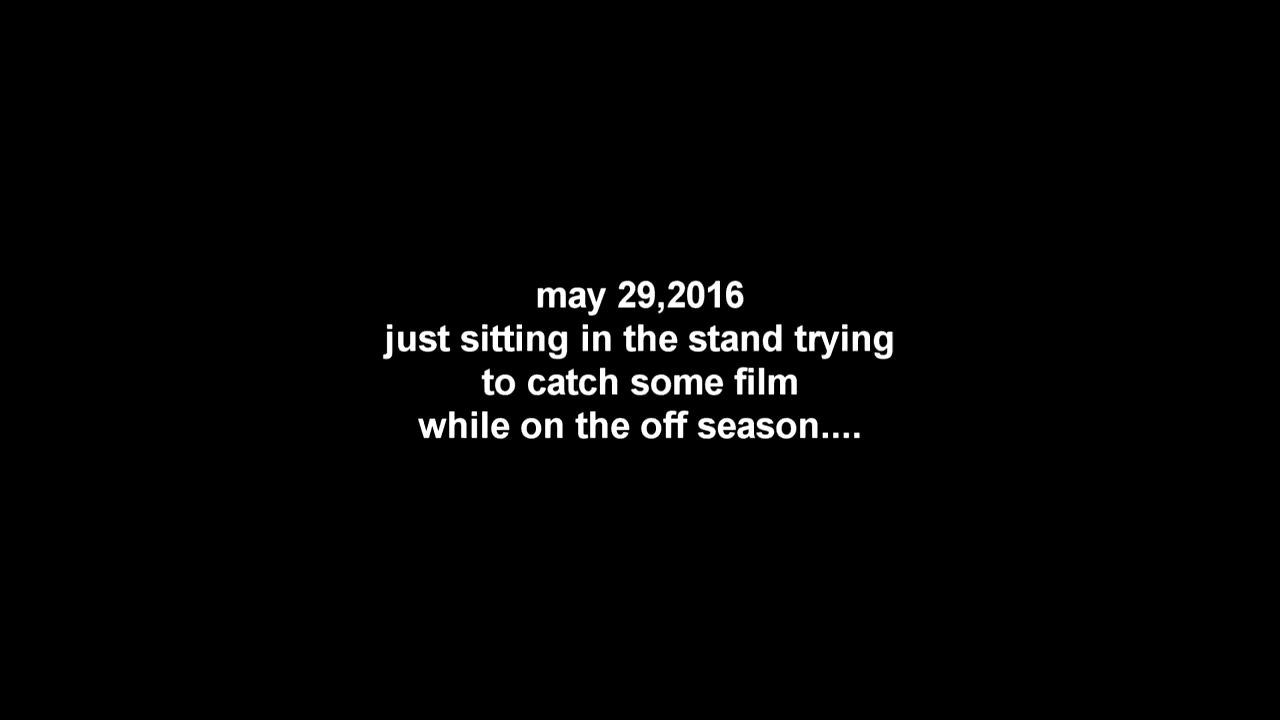 may 29,2016
just sitting in the stand trying
to catch some film
while on the off season....